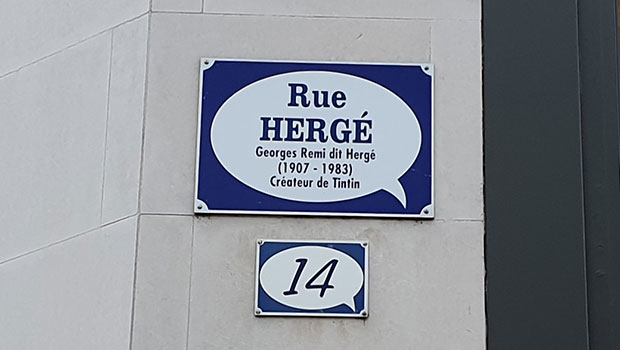 Rue
HERGÉ
Georges Remi dit Hergé
(1907 - 1983)
Créateur de Tintin
14